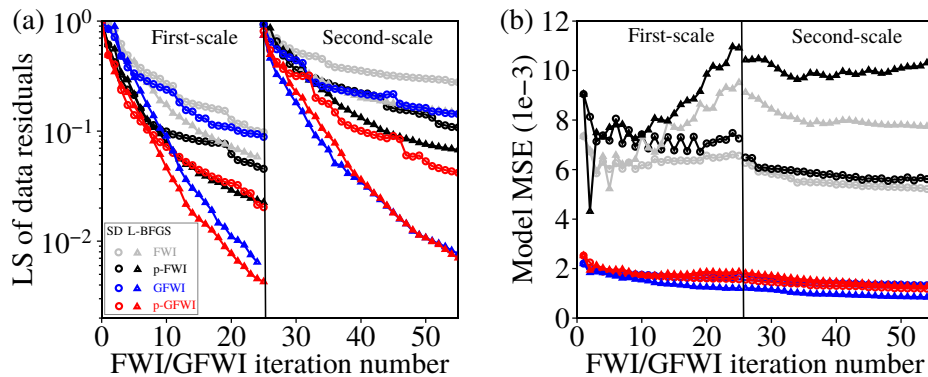 (a)
First-scale
Second-scale
LS of data residuals
10^0
10^−1
10^−2
SD L-BFGS
FWI
p-FWI
GFWI
p-GFWI
0 10 20 30 40 50
FWI/GFWI iteration number
(b)
First-scale
Second-scale
Model MSE (1e−3)
12
10
8
6
4
2
0
0 10 20 30 40 50
FWI/GFWI iteration number